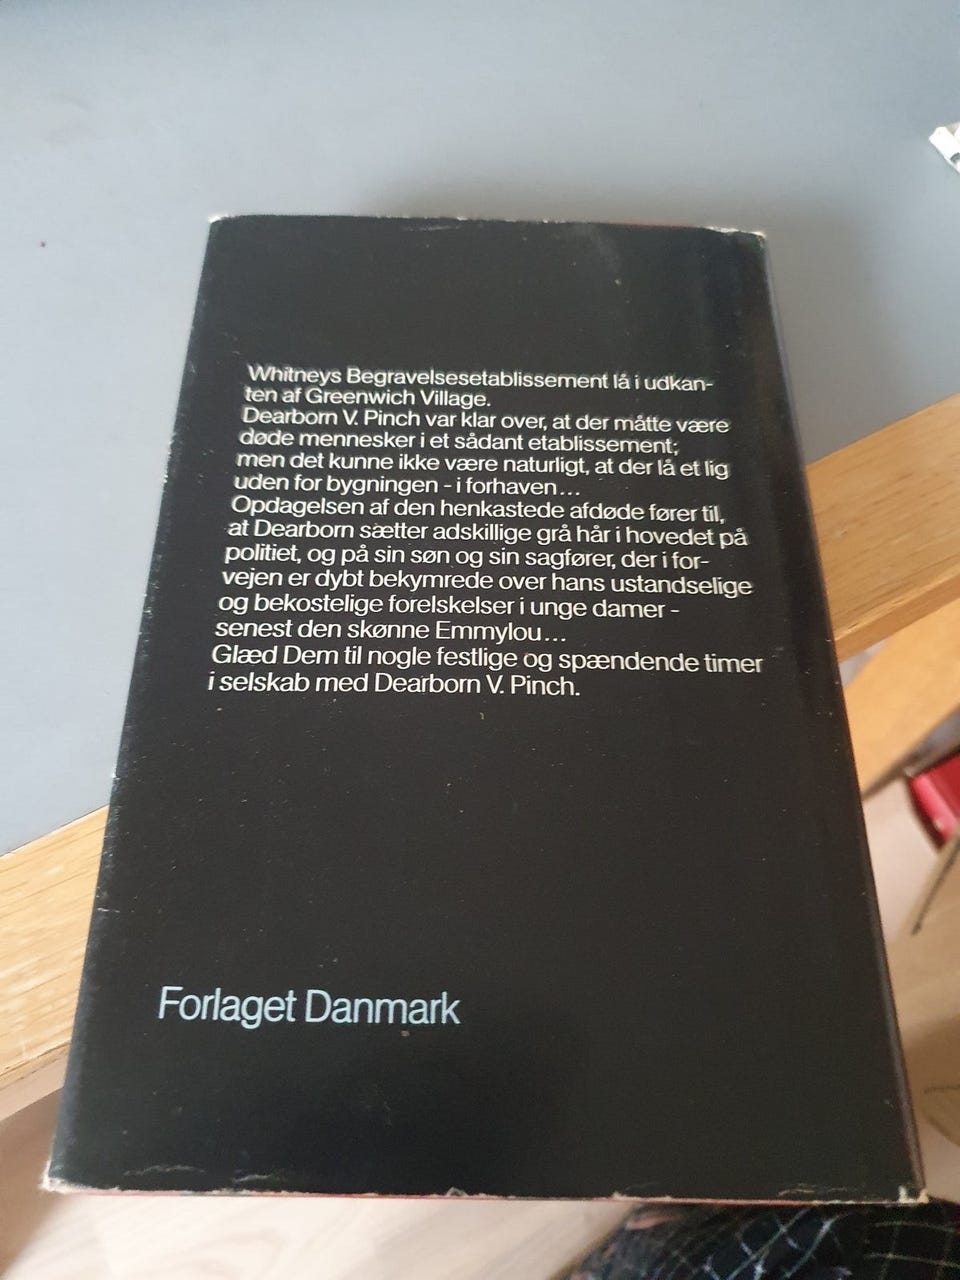 Whitneys Begravelsesetablissement lå i udkan-
ten af Greenwich Village.
Dearborn V. Pinch var klar over, at der måtte være
døde mennesker i et sådant etablissement;
men det kunne ikke være naturligt, at der lå et lig
uden for bygningen - i forhaven...
Opdagelsen af den henkastede afdøde fører til,
at Dearborn sætter adskillige grå hår i hovedet på
politiet, og på sin søn og sin sagfører, der i for-
vejen er dybt bekymrede over hans ustandselige
og bekostelige forelskelser i unge damer -
senest den skønne Emmylou...
Glæd Dem til nogle festlige og spændende timer
i selskab med Dearborn V. Pinch.
Forlaget Danmark